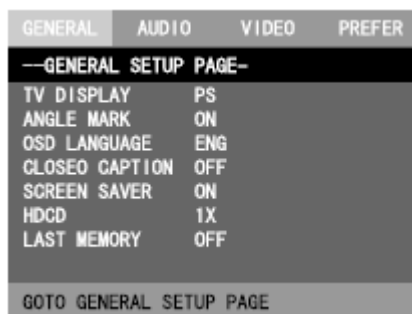 GENERAL AUDIO VIDEO PREFER
--GENERAL SETUP PAGE-
TV DISPLAY PS
ANGLE MARK ON
OSD LANGUAGE ENG
CLOSEO CAPTION OFF
SCREEN SAVER ON
HDCD 1X
LAST MEMORY OFF
GOTO GENERAL SETUP PAGE